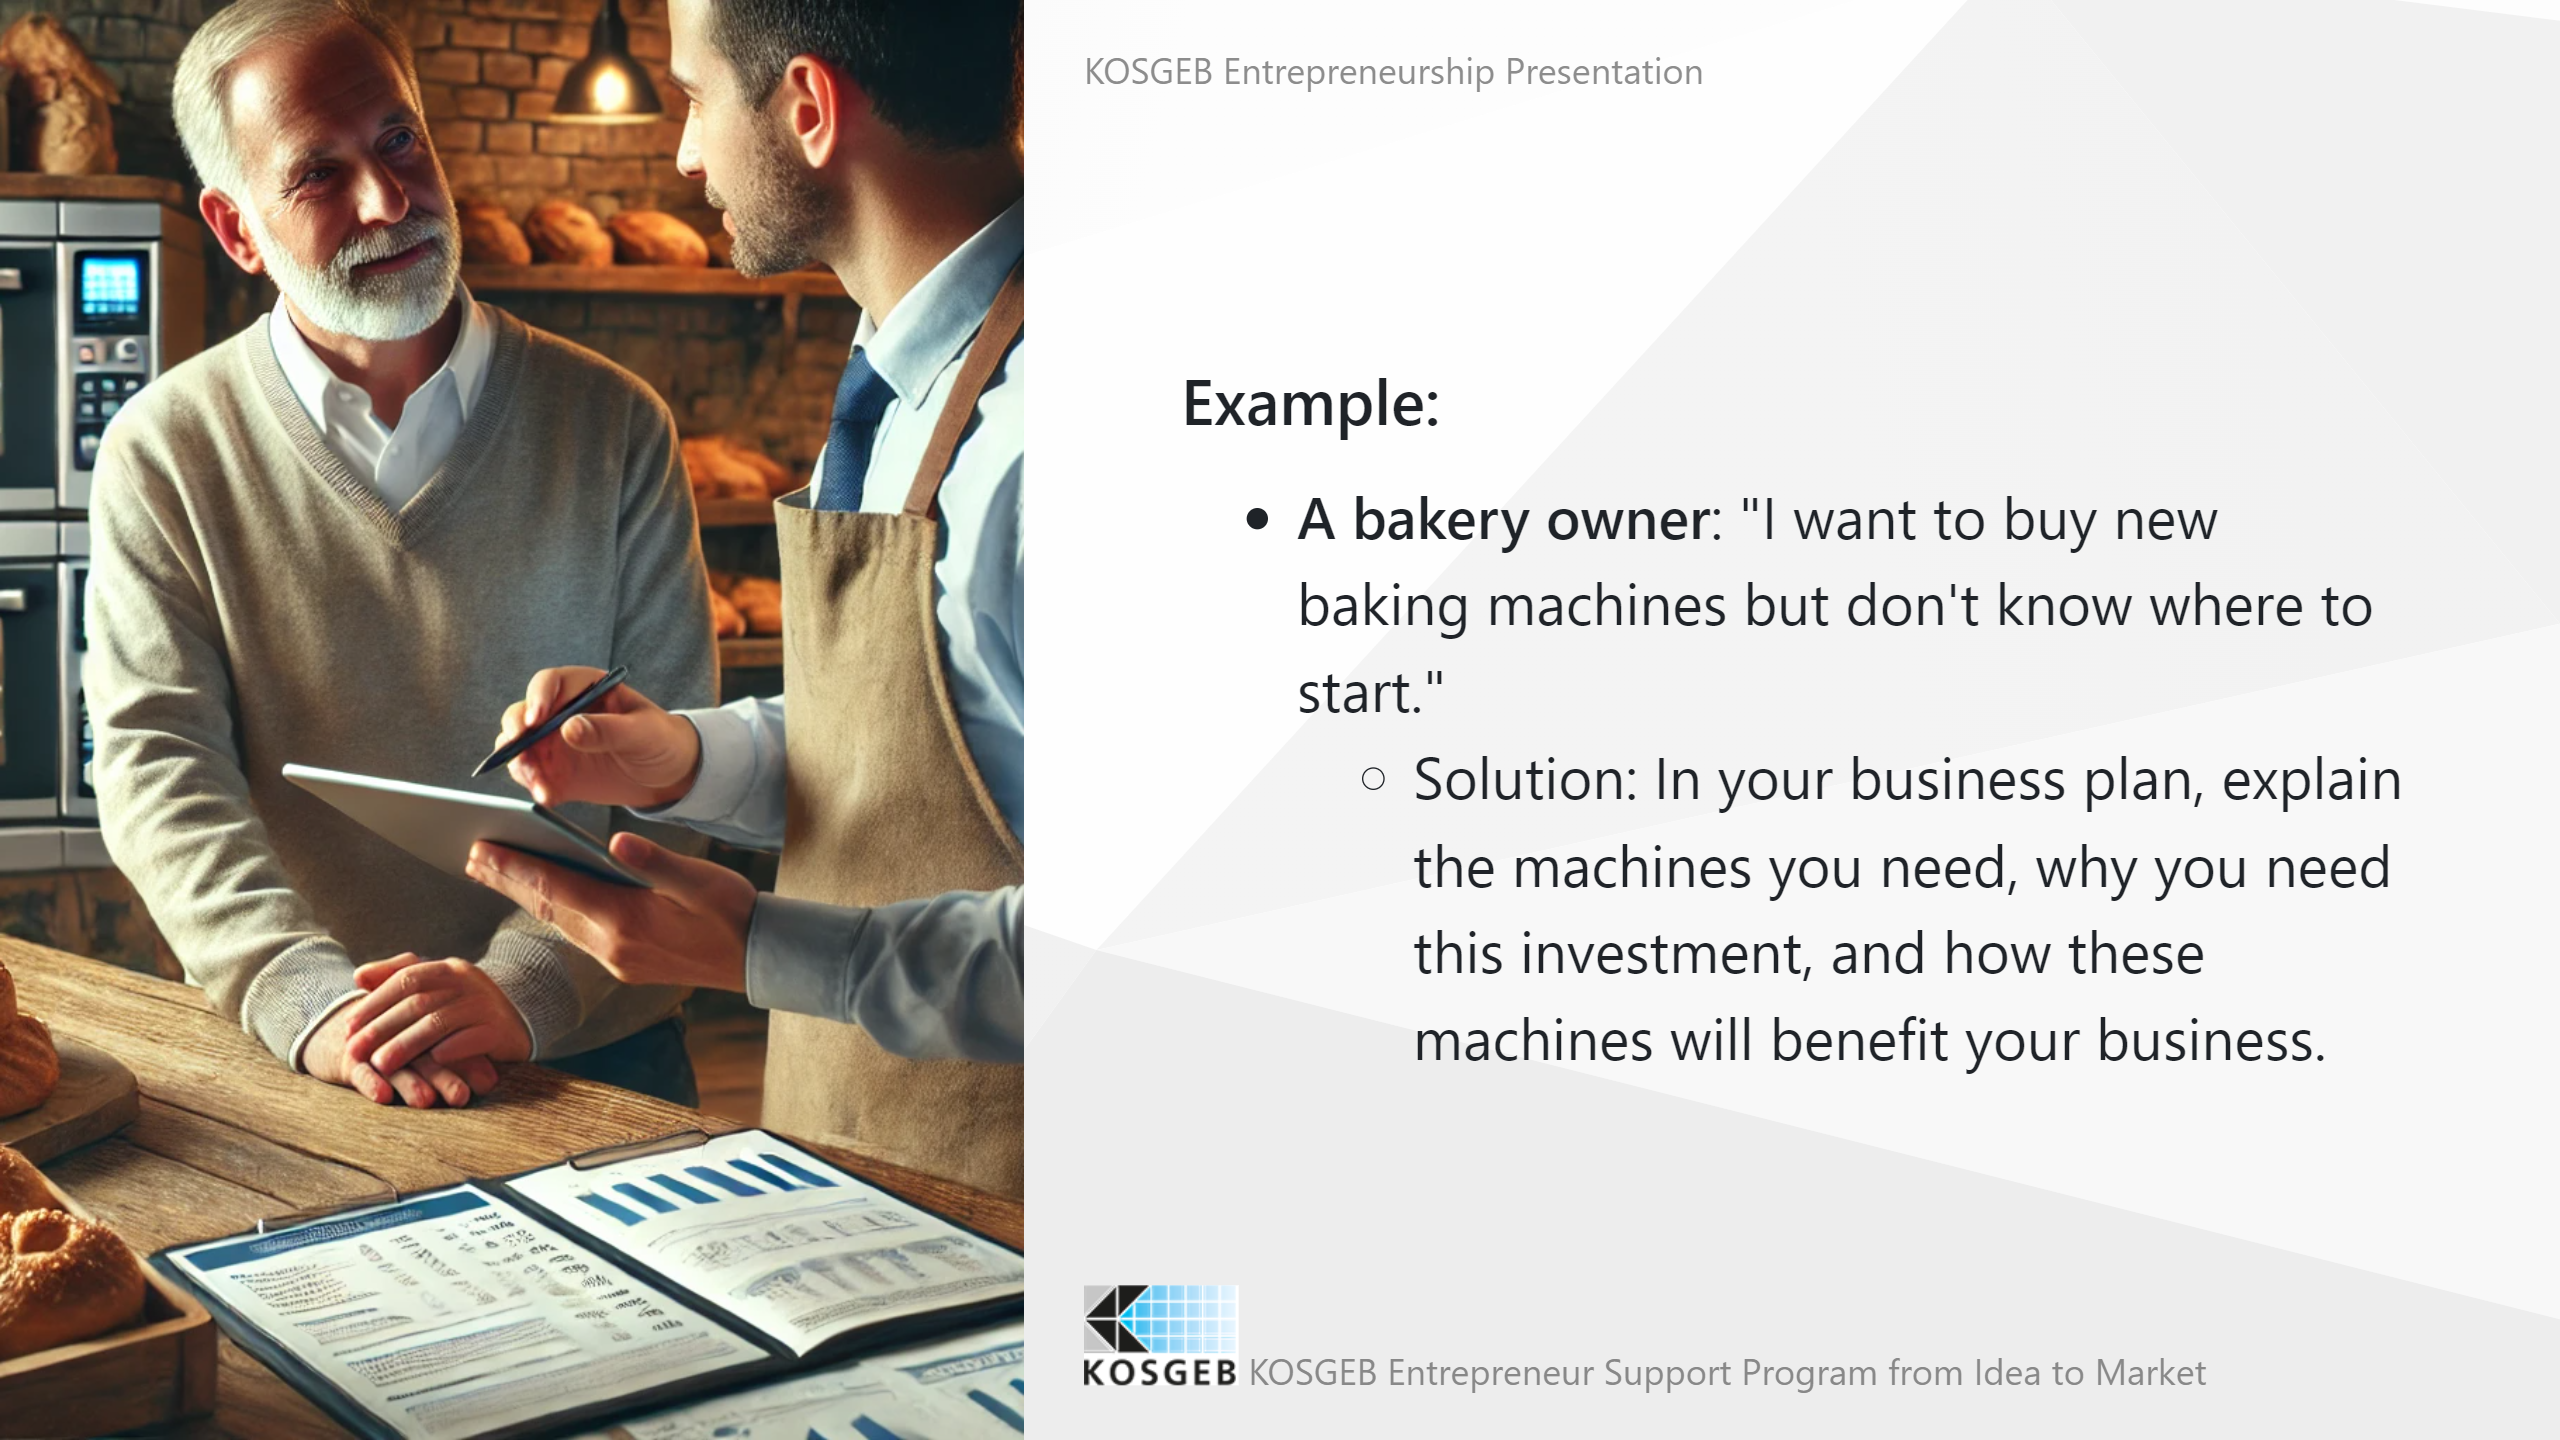 KOSGEB Entrepreneurship Presentation
Example:
A bakery owner: "I want to buy new
baking machines but don't know where to
start."
Solution: In your business plan, explain
the machines you need, why you need
this investment, and how these
machines will benefit your business.
KOSGEB
KOSGEB Entrepreneur Support Program from Idea to Market